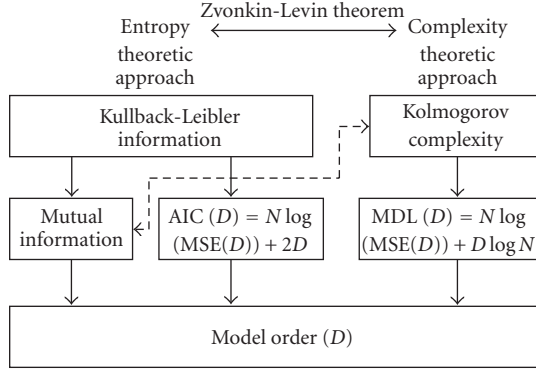 Zvonkin-Levin theorem
Entropy
theoretic
approach
Complexity
theoretic
approach
Kullback-Leibler
information
Kolmogorov
complexity
Mutual
information
AIC (D) = N log
(MSE(D)) + 2D
MDL (D) = N log
(MSE(D)) + D log N
Model order (D)